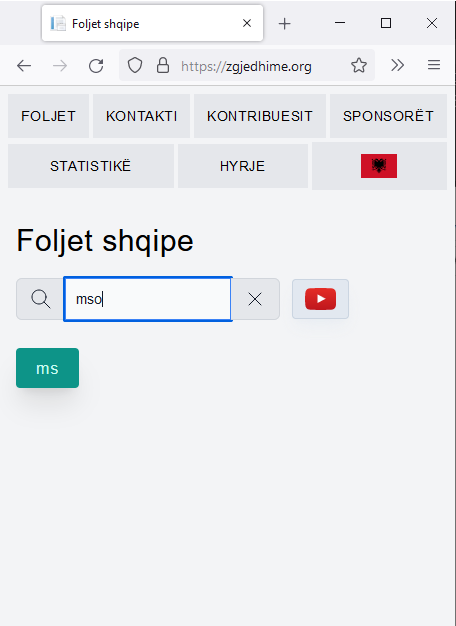 Foljet shqipe
https://zgjedhime.org
FOLJET KONTAKTI KONTRIBUESIT SPONSORËT
STATISTIKË HYRJE
Foljet shqipe
mso
ms